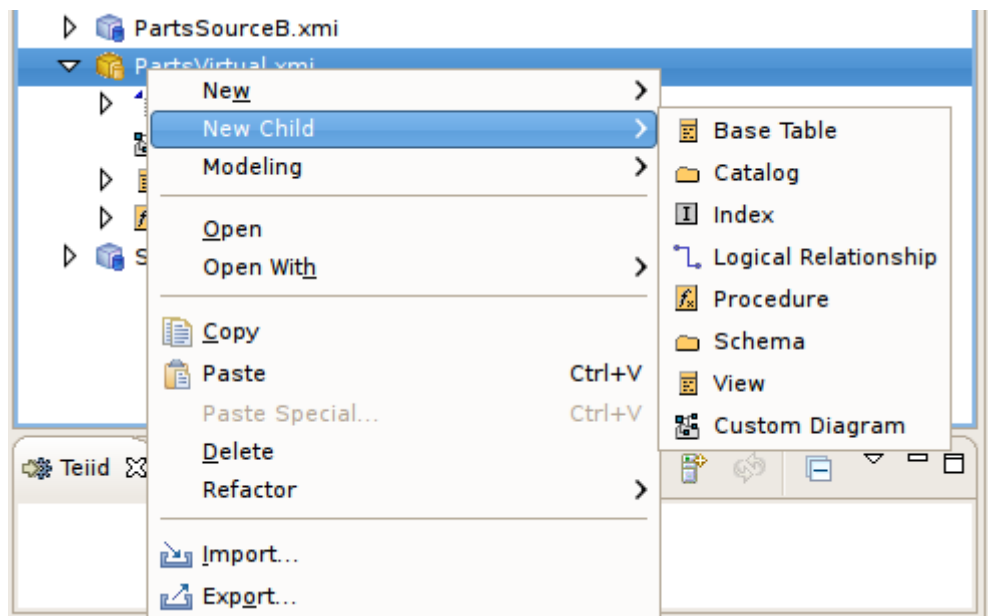 PartsSourceB.xmi
PartsVirtual.xmi
New
New Child
Modeling
Open
Open With
Copy
Paste Ctrl+V
Paste Special... Ctrl+V
Delete
Refactor
Import...
Export...
Base Table
Catalog
Index
Logical Relationship
Procedure
Schema
View
Custom Diagram
S
Teiid